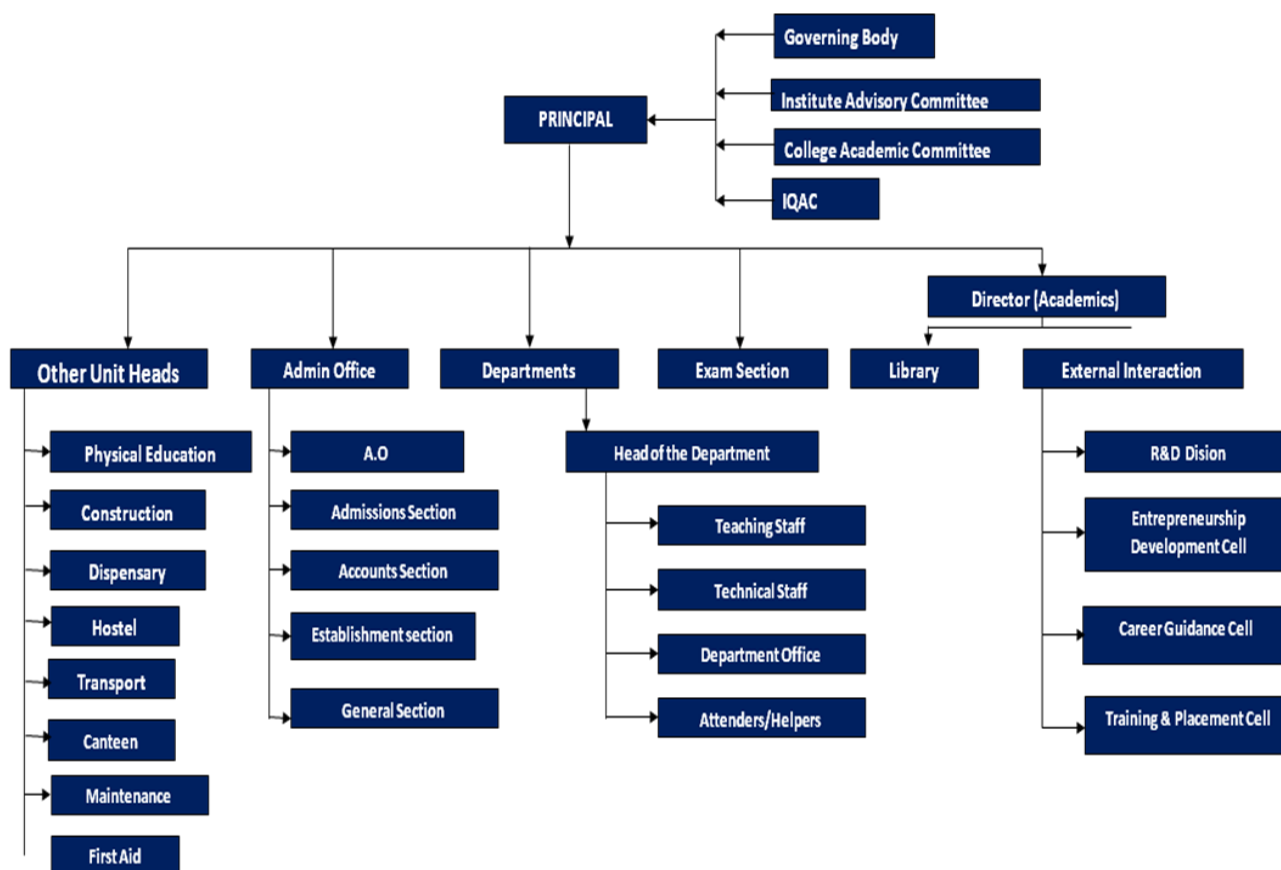 Governing Body
Institute Advisory Committee
PRINCIPAL
College Academic Committee
IQAC
Director (Academics)
Other Unit Heads
Admin Office
Departments
Exam Section
Library
External Interaction
Physical Education
Construction
Dispensary
Hostel
Transport
Canteen
Maintenance
First Aid
A.O
Admissions Section
Accounts Section
Establishment section
General Section
Head of the Department
Teaching Staff
Technical Staff
Department Office
Attenders/Helpers
R&D Dision
Entrepreneurship
Development Cell
Career Guidance Cell
Training & Placement Cell